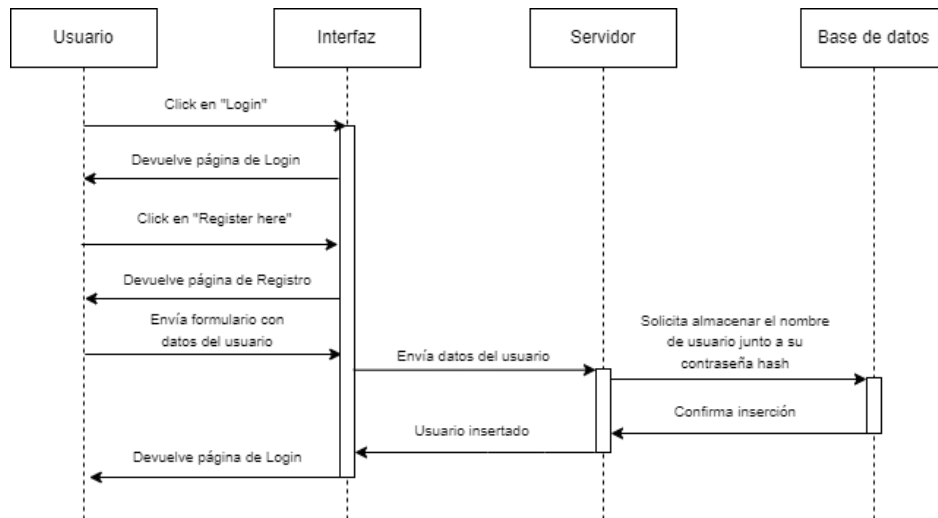 Usuario
Interfaz
Servidor
Base de datos
Click en "Login"
Devuelve página de Login
Click en "Register here"
Devuelve página de Registro
Envía formulario con
datos del usuario
Envía datos del usuario
Solicita almacenar el nombre
de usuario junto a su
contraseña hash
Confirma inserción
Usuario insertado
Devuelve página de Login